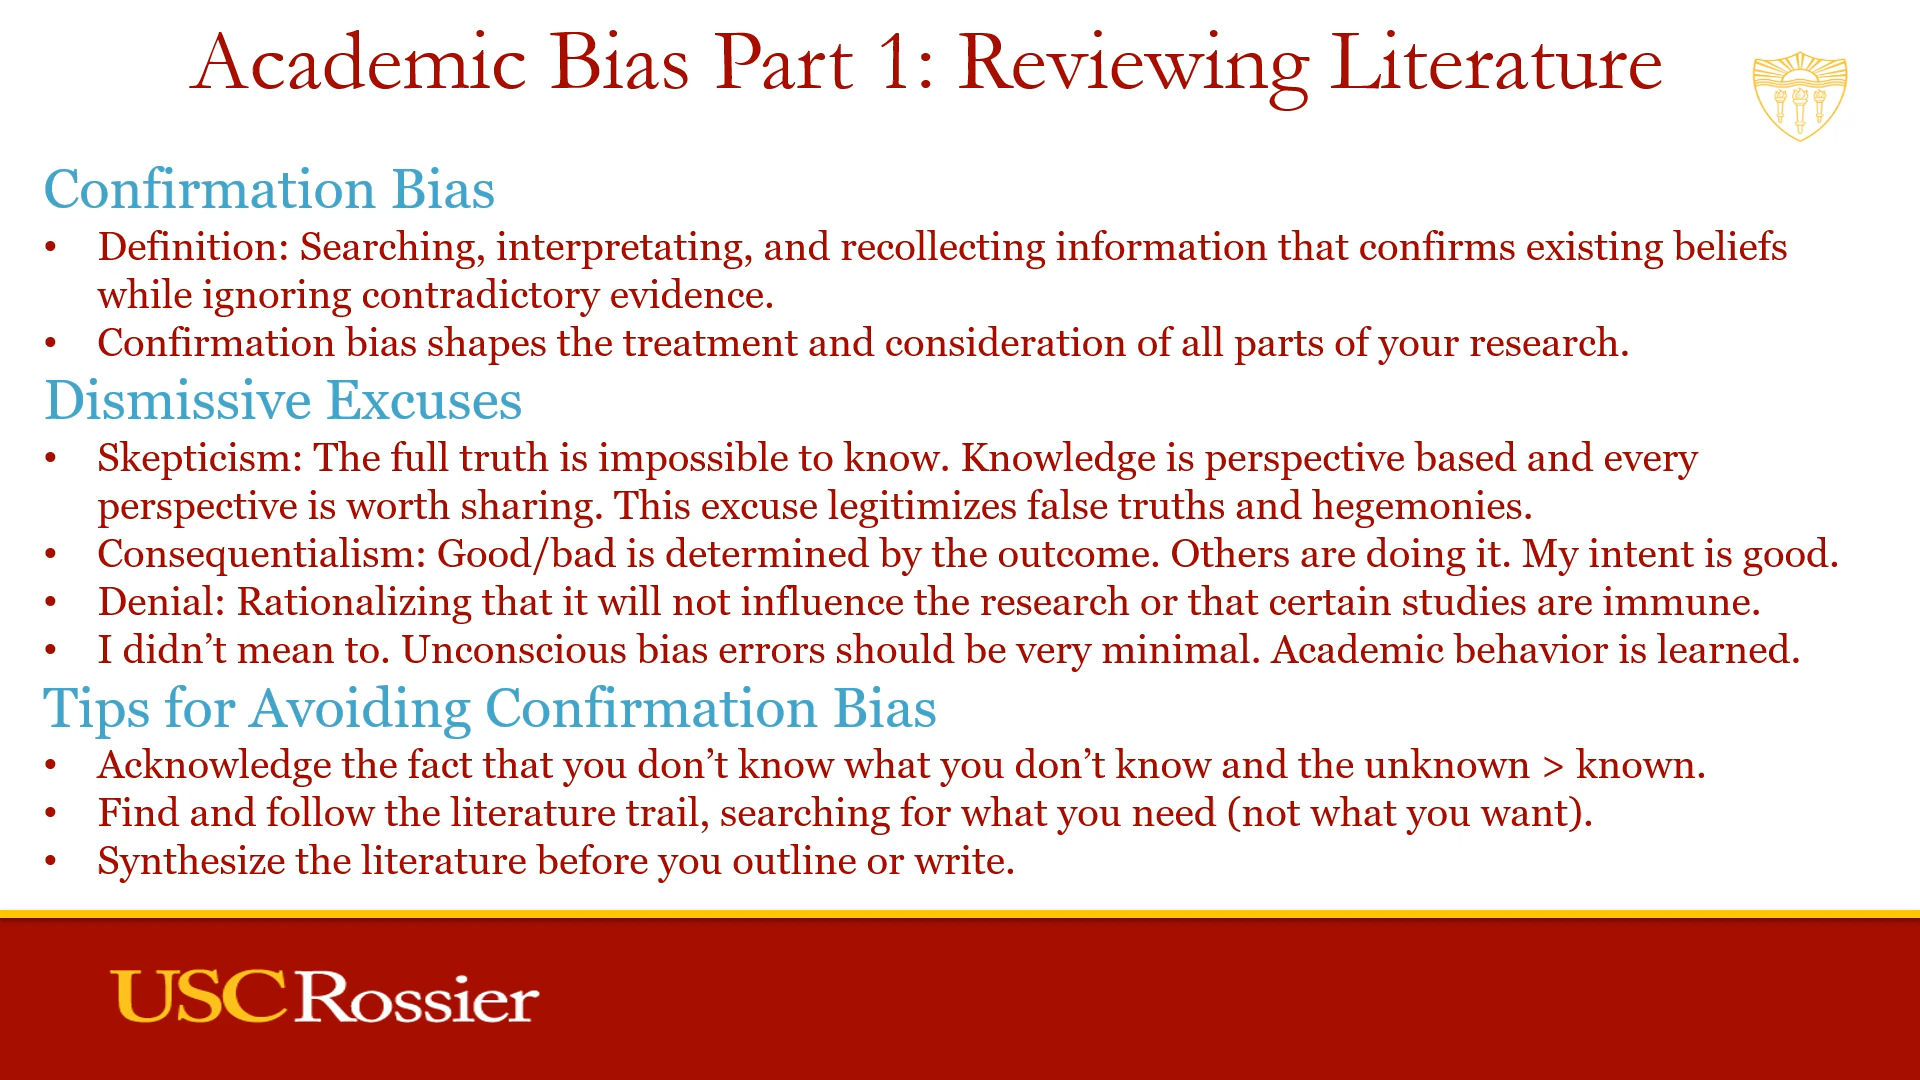 Academic Bias Part 1: Reviewing Literature
Confirmation Bias
• Definition: Searching, interpretating, and recollecting information that confirms existing beliefs
while ignoring contradictory evidence.
• Confirmation bias shapes the treatment and consideration of all parts of your research.
Dismissive Excuses
• Skepticism: The full truth is impossible to know. Knowledge is perspective based and every
perspective is worth sharing. This excuse legitimizes false truths and hegemonies.
• Consequentialism: Good/bad is determined by the outcome. Others are doing it. My intent is good.
• Denial: Rationalizing that it will not influence the research or that certain studies are immune.
• I didn’t mean to. Unconscious bias errors should be very minimal. Academic behavior is learned.
Tips for Avoiding Confirmation Bias
• Acknowledge the fact that you don’t know what you don’t know and the unknown > known.
• Find and follow the literature trail, searching for what you need (not what you want).
• Synthesize the literature before you outline or write.
USC Rossier